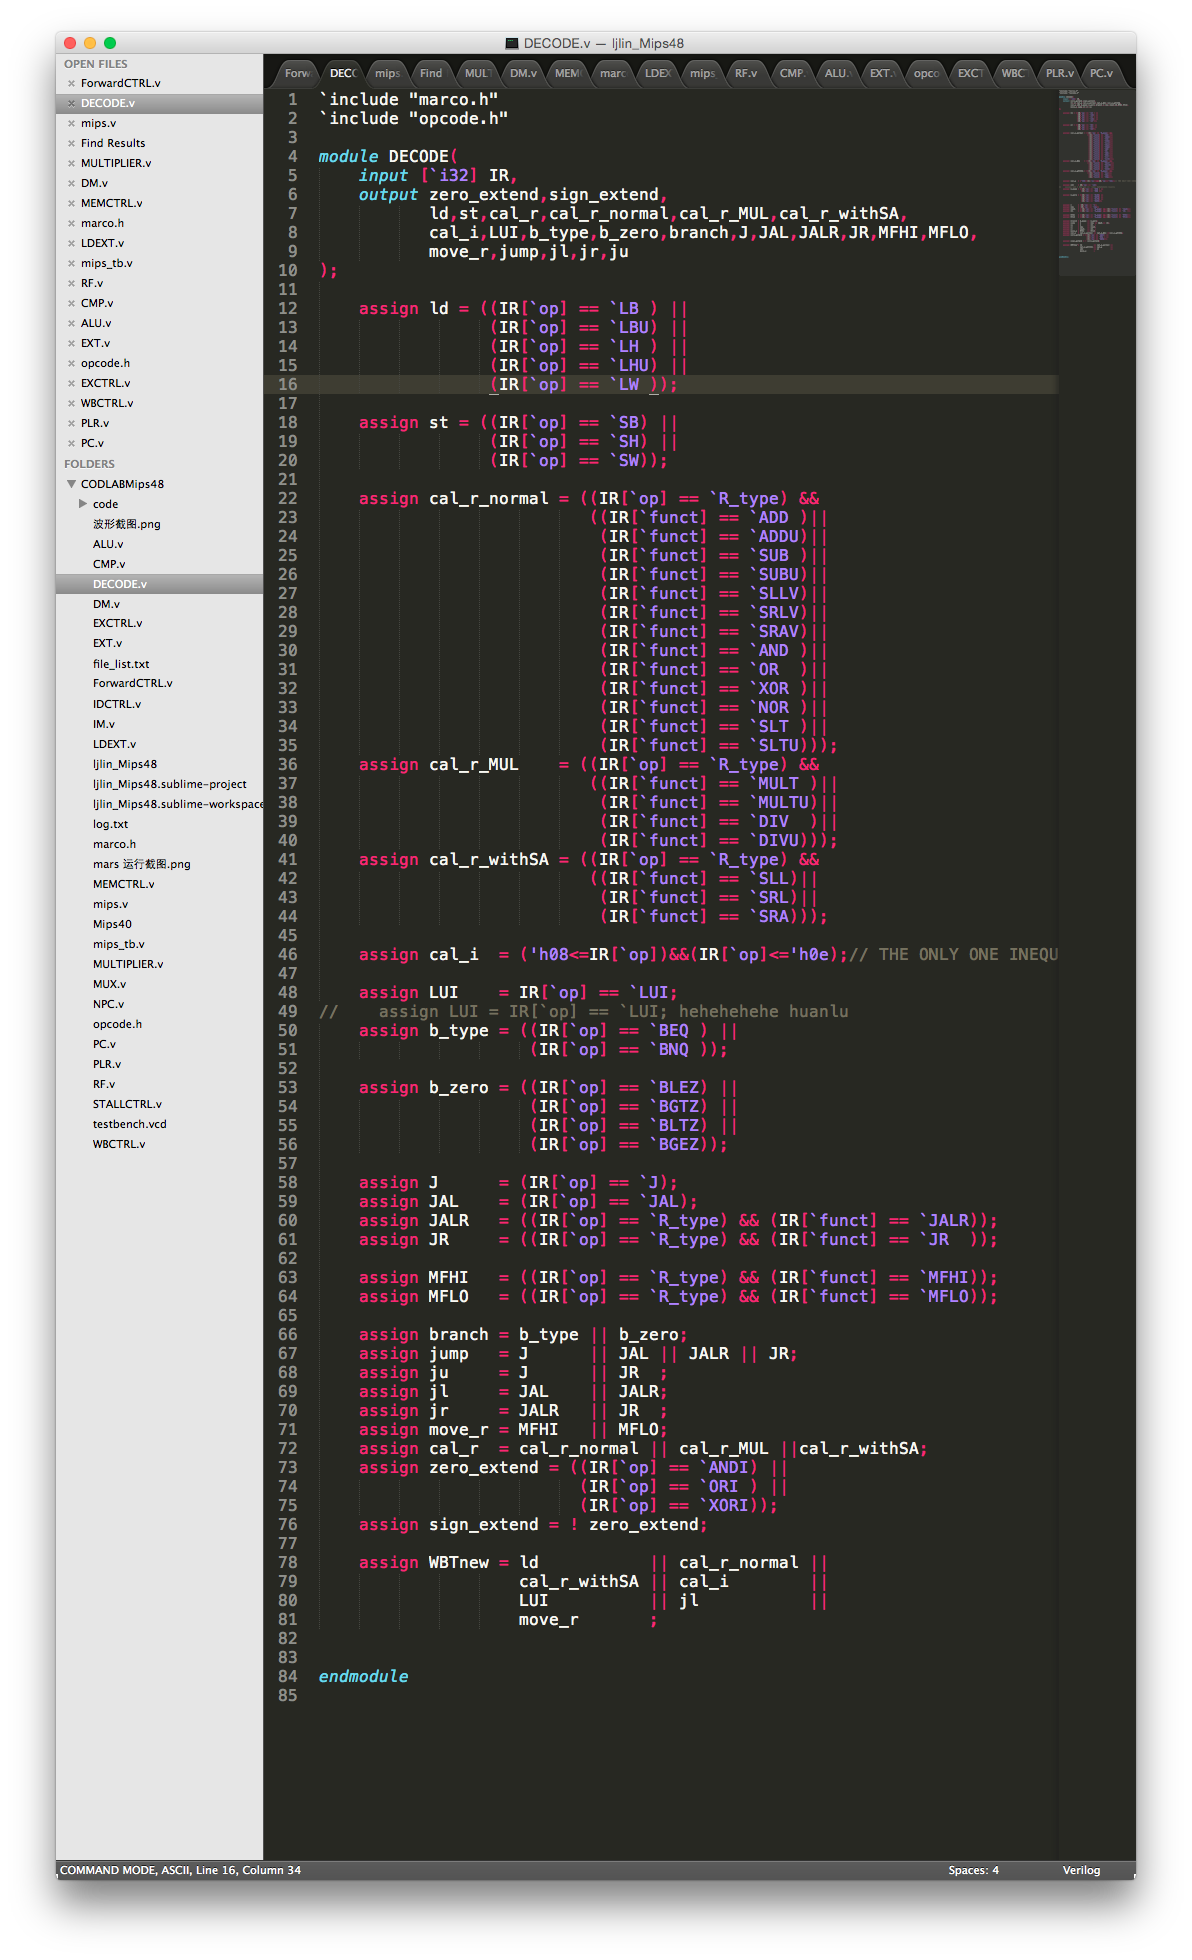 DECODE.v — ljlin_Mips48
OPEN FILES
ForwardCTRL.v
DECODE.v
mips.v
Find Results
MULTIPLIER.v
DM.v
MEMCTRL.v
marco.h
LDEXT.v
mips_tb.v
RF.v
CMP.v
ALU.v
EXT.v
opcode.h
EXCTRL.v
WBCTRL.v
PLR.v
PC.v
FOLDERS
CODLABMips48
code
波形截图.png
ALU.v
CMP.v
DECODE.v
DM.v
EXCTRL.v
EXT.v
file_list.txt
ForwardCTRL.v
IDCTRL.v
IM.v
LDEXT.v
ljlin_Mips48
ljlin_Mips48.sublime-project
ljlin_Mips48.sublime-workspace
log.txt
marco.h
mars 运行截图.png
MEMCTRL.v
mips.v
Mips40
mips_tb.v
MULTIPLIER.v
MUX.v
NPC.v
opcode.h
PC.v
PLR.v
RF.v
STALLCTRL.v
testbench.vcd
WBCTRL.v
Forw DEC mips Find MUL DM.v MEM marc LDEX mips RF.v CMP. ALU. EXT. opco EXCT WBC PLR.v PC.v
1 `include "marco.h"
2 `include "opcode.h"
3
4 module DECODE(
5     input [`i32] IR,
6     output zero_extend,sign_extend,
7            ld,st,cal_r,cal_r_normal,cal_r_MUL,cal_r_withSA,
8            cal_i,LUI,b_type,b_zero,branch,J,JAL,JALR,JR,MFHI,MFLO,
9            move_r,jump,jl,jr,ju
10 );
11
12     assign ld = ((IR[`op] == `LB ) ||
13                  (IR[`op] == `LBU) ||
14                  (IR[`op] == `LH ) ||
15                  (IR[`op] == `LHU) ||
16                  (IR[`op] == `LW ));
17
18     assign st = ((IR[`op] == `SB) ||
19                  (IR[`op] == `SH) ||
20                  (IR[`op] == `SW));
21
22     assign cal_r_normal = ((IR[`op] == `R_type) &&
23                            ((IR[`funct] == `ADD )||
24                             (IR[`funct] == `ADDU)||
25                             (IR[`funct] == `SUB )||
26                             (IR[`funct] == `SUBU)||
27                             (IR[`funct] == `SLLV)||
28                             (IR[`funct] == `SRLV)||
29                             (IR[`funct] == `SRAV)||
30                             (IR[`funct] == `AND )||
31                             (IR[`funct] == `OR  )||
32                             (IR[`funct] == `XOR )||
33                             (IR[`funct] == `NOR )||
34                             (IR[`funct] == `SLT )||
35                             (IR[`funct] == `SLTU)));
36     assign cal_r_MUL    = ((IR[`op] == `R_type) &&
37                            ((IR[`funct] == `MULT )||
38                             (IR[`funct] == `MULTU)||
39                             (IR[`funct] == `DIV  )||
40                             (IR[`funct] == `DIVU)));
41     assign cal_r_withSA = ((IR[`op] == `R_type) &&
42                            ((IR[`funct] == `SLL)||
43                             (IR[`funct] == `SRL)||
44                             (IR[`funct] == `SRA)));
45
46     assign cal_i  = ('h08<=IR[`op])&&(IR[`op]<='h0e);// THE ONLY ONE INEQU
47
48     assign LUI    = IR[`op] == `LUI;
49 //    assign LUI = IR[`op] == `LUI; hehehehehe huanlu
50     assign b_type = ((IR[`op] == `BEQ ) ||
51                      (IR[`op] == `BNQ ));
52
53     assign b_zero = ((IR[`op] == `BLEZ) ||
54                      (IR[`op] == `BGTZ) ||
55                      (IR[`op] == `BLTZ) ||
56                      (IR[`op] == `BGEZ));
57
58     assign J      = (IR[`op] == `J);
59     assign JAL    = (IR[`op] == `JAL);
60     assign JALR   = ((IR[`op] == `R_type) && (IR[`funct] == `JALR));
61     assign JR     = ((IR[`op] == `R_type) && (IR[`funct] == `JR  ));
62
63     assign MFHI   = ((IR[`op] == `R_type) && (IR[`funct] == `MFHI));
64     assign MFLO   = ((IR[`op] == `R_type) && (IR[`funct] == `MFLO));
65
66     assign branch = b_type || b_zero;
67     assign jump   = J      || JAL || JALR || JR;
68     assign ju     = J      || JR  ;
69     assign jl     = JAL    || JALR;
70     assign jr     = JALR   || JR  ;
71     assign move_r = MFHI   || MFLO;
72     assign cal_r  = cal_r_normal || cal_r_MUL ||cal_r_withSA;
73     assign zero_extend = ((IR[`op] == `ANDI) ||
74                           (IR[`op] == `ORI ) ||
75                           (IR[`op] == `XORI));
76     assign sign_extend = ! zero_extend;
77
78     assign WBTnew = ld           || cal_r_normal ||
79                     cal_r_withSA || cal_i        ||
80                     LUI          || jl           ||
81                     move_r       ;
82
83
84 endmodule
85
COMMAND MODE, ASCII, Line 16, Column 34
Spaces: 4
Verilog